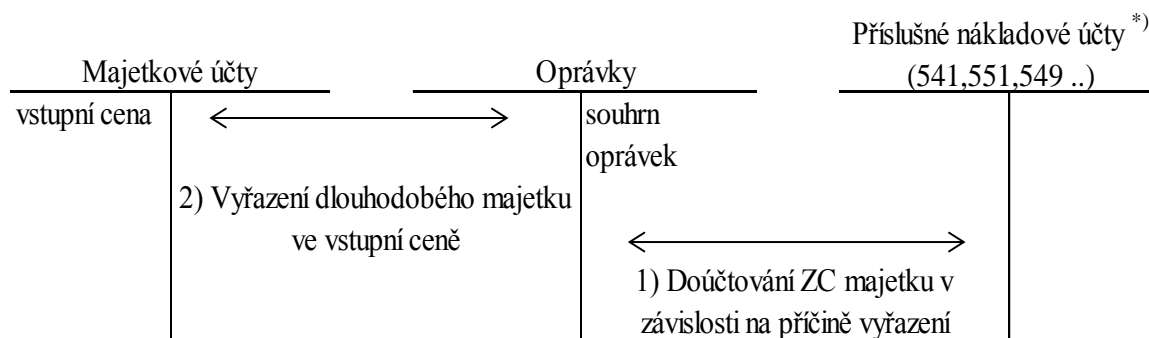 Příslušné nákladové účty *)
Majetkové účty
Oprávky
(541,551,549 ..)
vstupní cena
souhrn
oprávek
2) Vyřazení dlouhodobého majetku
ve vstupní ceně
1) Doúčtování ZC majetku v
závislosti na příčině vyřazení